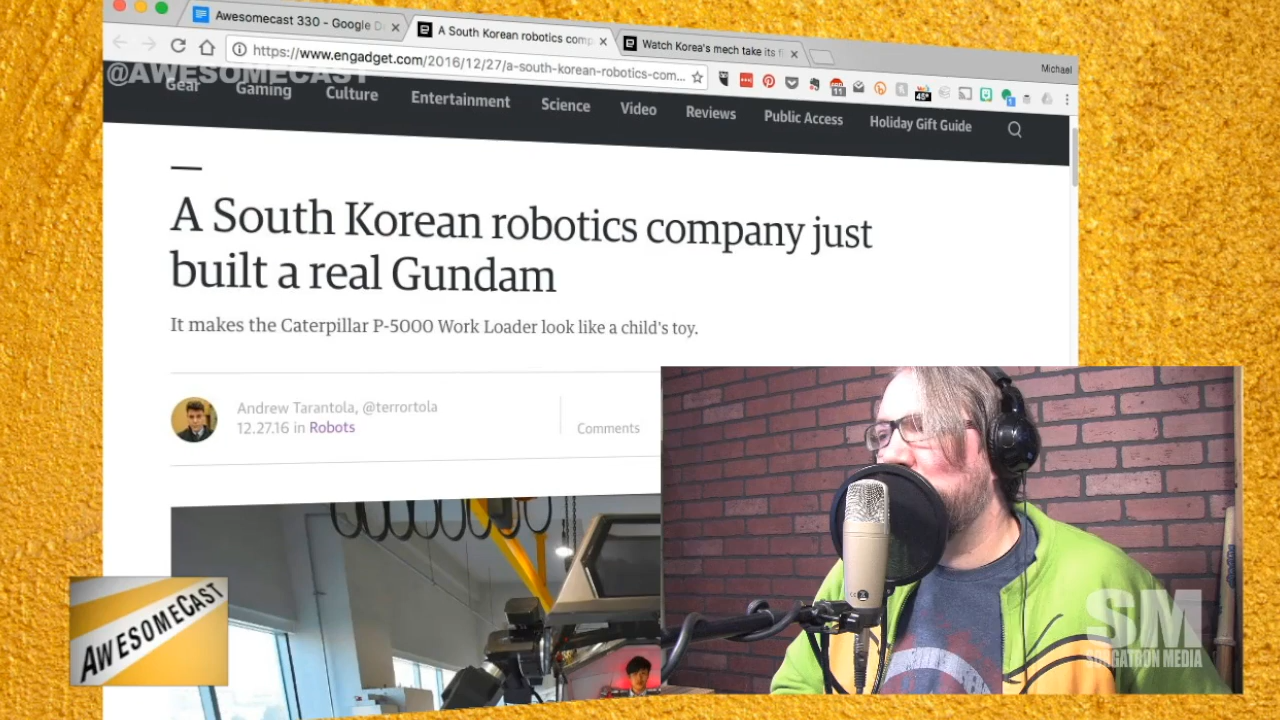 Awesomecast 330 - Google D
A South Korean robotics comp
Watch Korea's mech take its fi
Michael
https://www.engadget.com/2016/12/27/a-south-korean-robotics-com...
@AWESOMECAST
Gear
Gaming
Culture
Entertainment
Science
Video
Reviews
Public Access
Holiday Gift Guide
A South Korean robotics company just
built a real Gundam
It makes the Caterpillar P-5000 Work Loader look like a child's toy.
Andrew Tarantola, @terrortola
12.27.16 in Robots
Comments
AWESOMECAST
SM
SORGATRON MEDIA